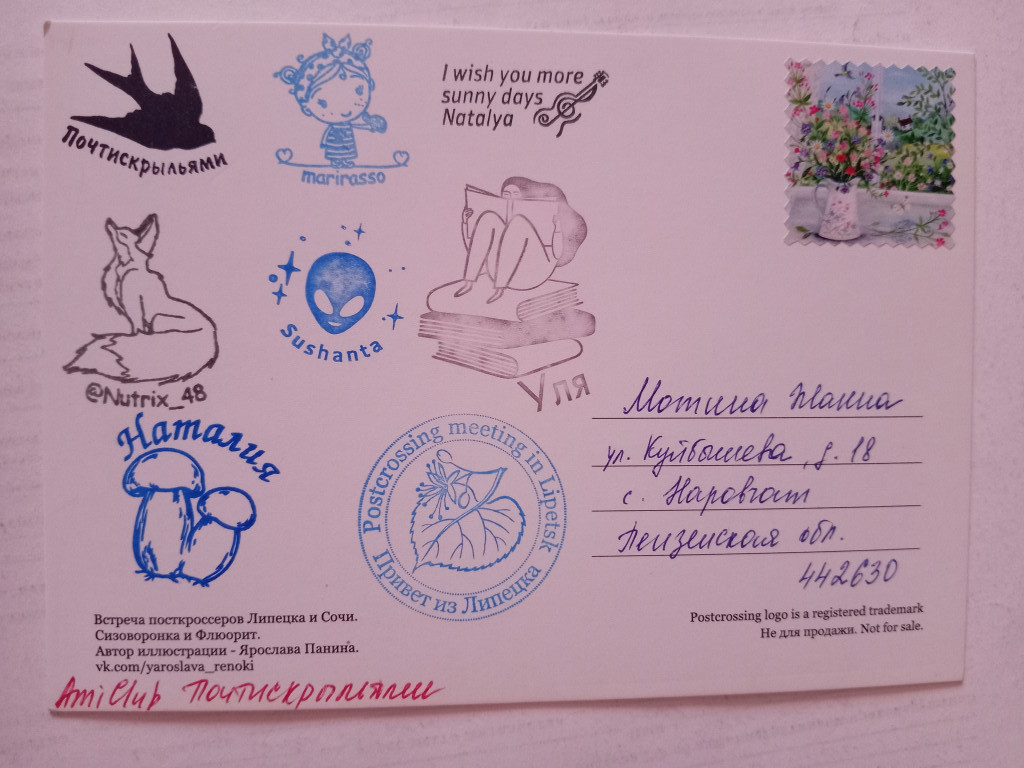 Почтискрыльями
marirasso
I wish you more
sunny days
Natalya
@Nutrix_48
Sushanta
Уля
Наталия
Postcrossing meeting in Lipetsk
Привет из Липецка
Мотина Жанна
ул. Куйбышева, д. 18
с. Наровчат
Пензенская обл.
442630
Встреча посткроссеров Липецка и Сочи.
Сизоворонка и Флюорит.
Автор иллюстрации - Ярослава Панина́.
vk.com/yaroslava_renoki
Postcrossing logo is a registered trademark
Не для продажи. Not for sale.
AmiClub Почтискрыльями